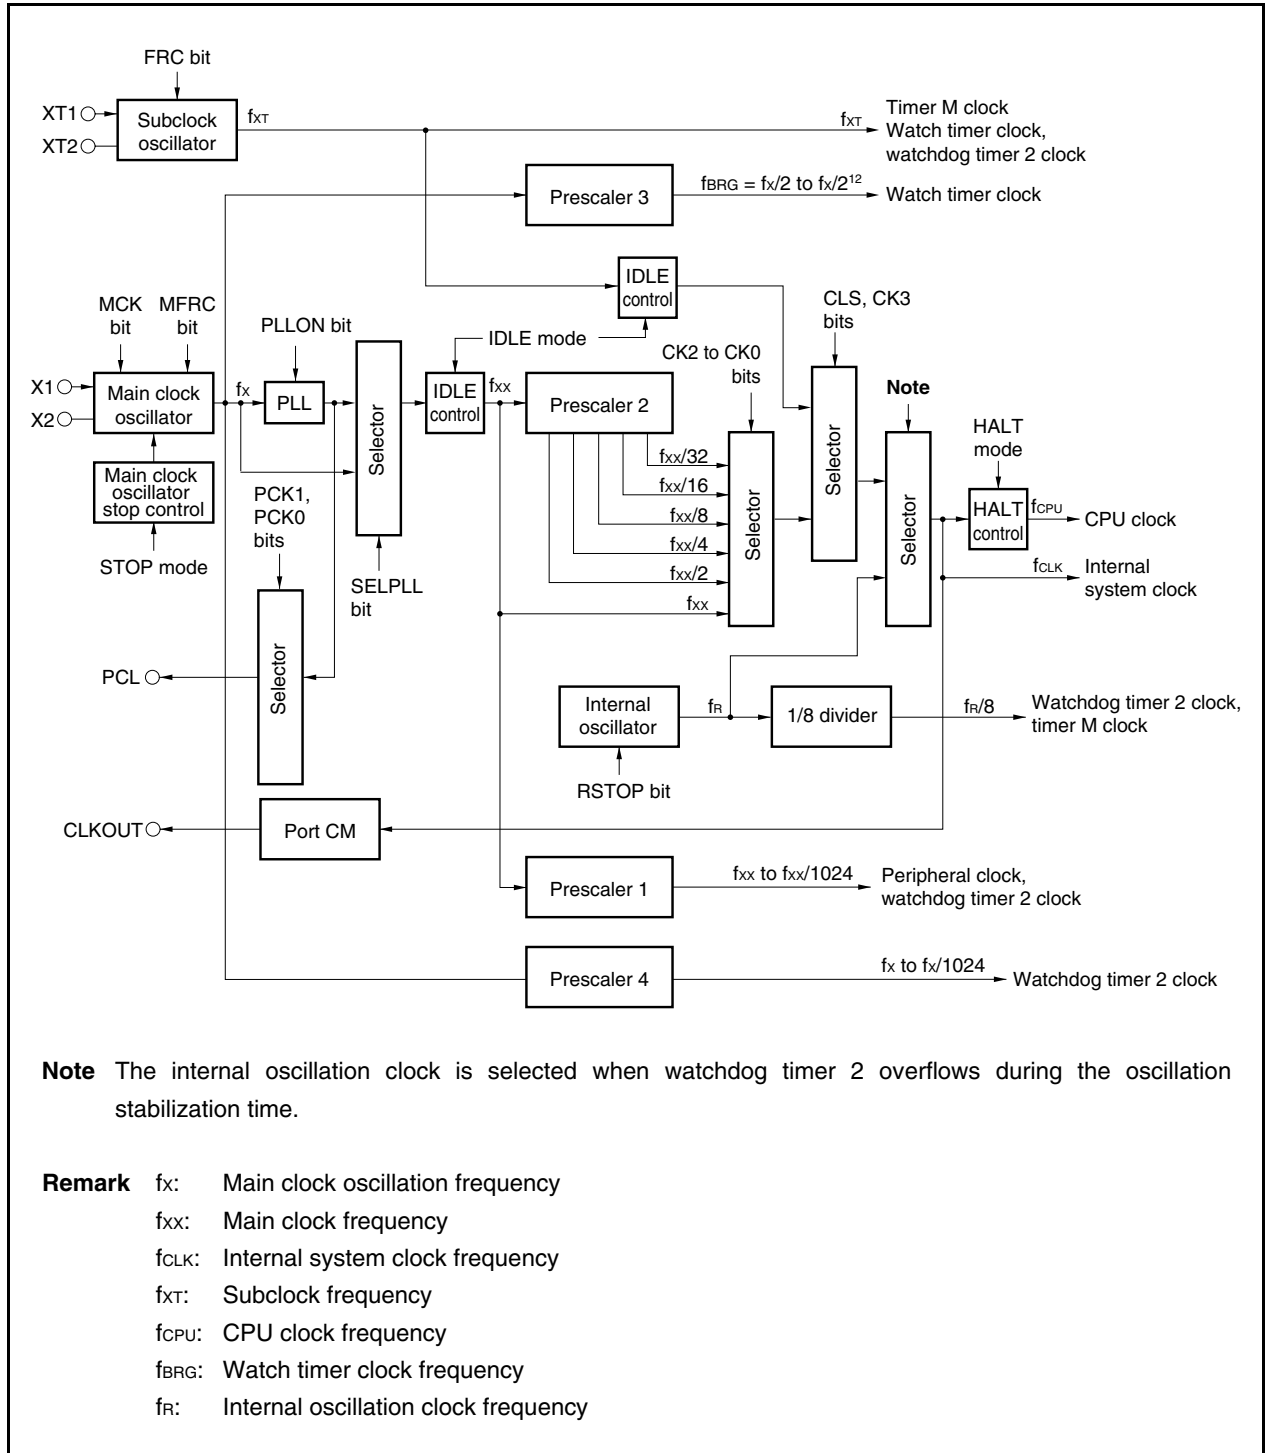 FRC bit
XT1
XT2
Subclock
oscillator
fXT
fXT
Timer M clock
Watch timer clock,
watchdog timer 2 clock
Prescaler 3
fBRG = fX/2 to fX/2¹²
Watch timer clock
IDLE
control
MCK
bit
MFRC
bit
PLLON bit
IDLE mode
CLS, CK3
bits
CK2 to CK0
bits
X1
X2
Main clock
oscillator
fX
PLL
Selector
IDLE
control
fXX
Prescaler 2
Note
HALT
mode
Main clock
oscillator
stop control
STOP mode
PCK1,
PCK0
bits
SELPLL
bit
fXX/32
fXX/16
fXX/8
fXX/4
fXX/2
fXX
Selector
Selector
Selector
HALT
control
fCPU
CPU clock
fCLK
Internal
system clock
PCL
Selector
Internal
oscillator
fR
1/8 divider
fR/8
Watchdog timer 2 clock,
timer M clock
RSTOP bit
CLKOUT
Port CM
Prescaler 1
fXX to fXX/1024
Peripheral clock,
watchdog timer 2 clock
Prescaler 4
fX to fX/1024
Watchdog timer 2 clock
Note The internal oscillation clock is selected when watchdog timer 2 overflows during the oscillation
stabilization time.
Remark fX: Main clock oscillation frequency
fXX: Main clock frequency
fCLK: Internal system clock frequency
fXT: Subclock frequency
fCPU: CPU clock frequency
fBRG: Watch timer clock frequency
fR: Internal oscillation clock frequency